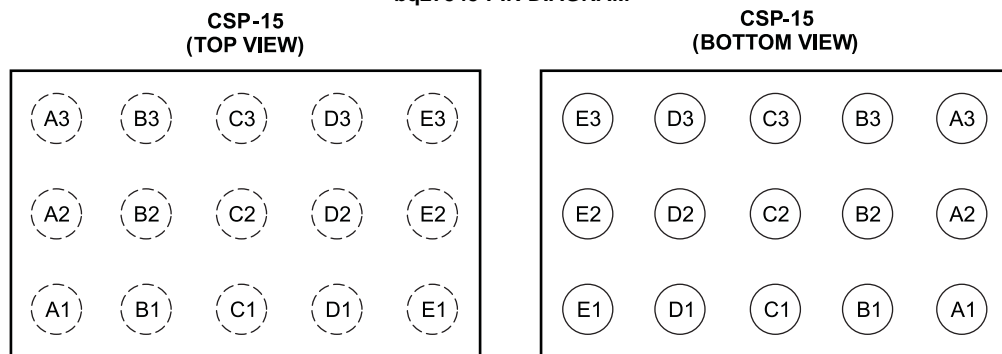 CSP-15
(TOP VIEW)
A3 B3 C3 D3 E3
A2 B2 C2 D2 E2
A1 B1 C1 D1 E1
CSP-15
(BOTTOM VIEW)
E3 D3 C3 B3 A3
E2 D2 C2 B2 A2
E1 D1 C1 B1 A1